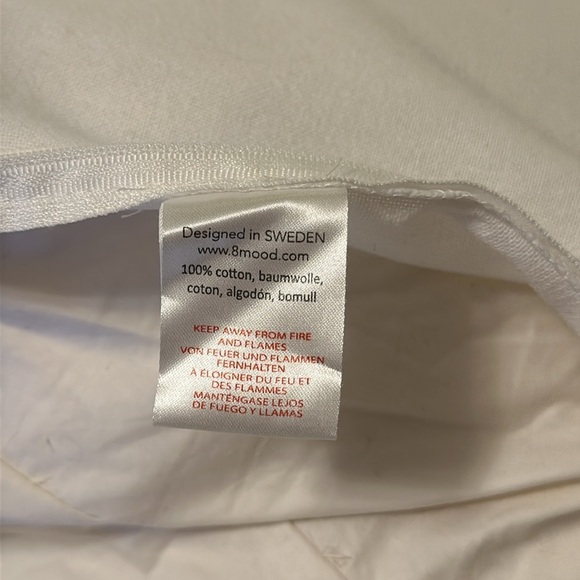 Designed in SWEDEN
www.8mood.com
100% cotton, baumwolle,
coton, algodón, bomull
KEEP AWAY FROM FIRE
AND FLAMES
VON FEUER UND FLAMMEN
FERNHALTEN
À ÉLOIGNER DU FEU ET
DES FLAMMES
MANTÉNGASE LEJOS
DE FUEGO Y LLAMAS